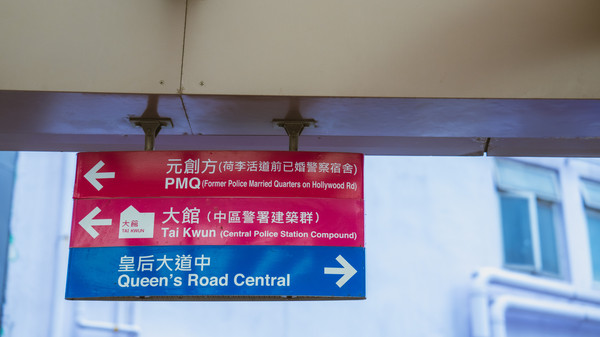 元創方(荷李活道前已婚警察宿舍)
PMQ(Former Police Married Quarters on Hollywood Rd)
大館
TAI KWUN
大館（中區警署建築群）
Tai Kwun (Central Police Station Compound)
皇后大道中
Queen's Road Central